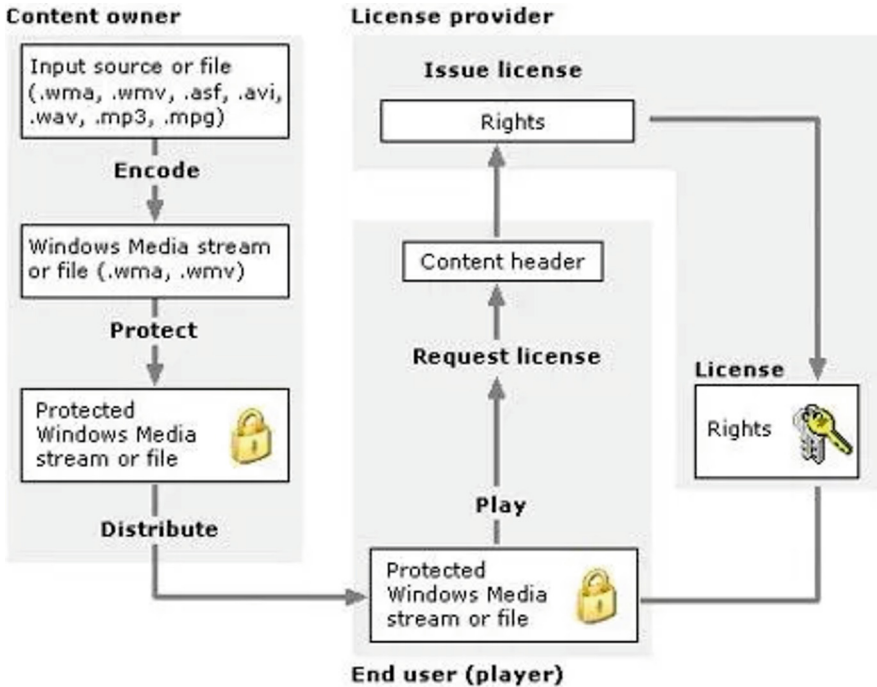 Content owner
Input source or file
(.wma, .wmv, .asf, .avi,
.wav, .mp3, .mpg)
Encode
Windows Media stream
or file (.wma, .wmv)
Protect
Protected
Windows Media
stream or file
Distribute
License provider
Issue license
Rights
Content header
Request license
Play
Protected
Windows Media
stream or file
End user (player)
License
Rights